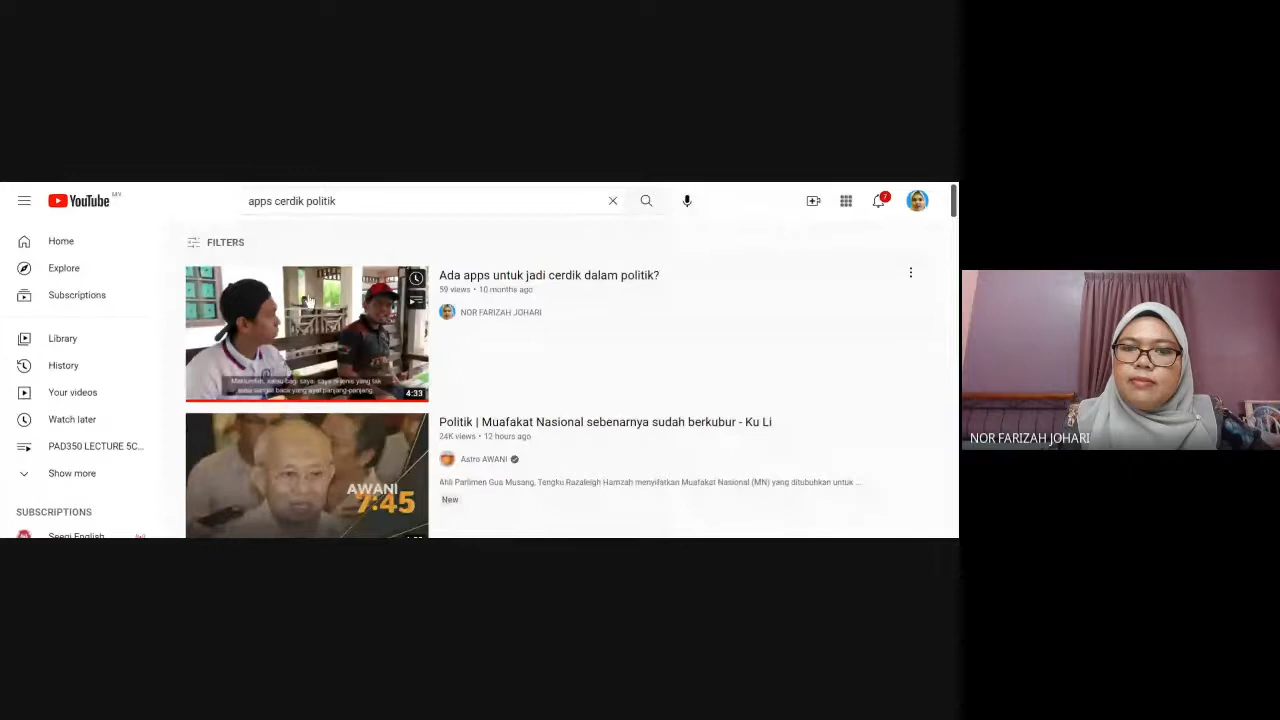 YouTube MY
apps cerdik politik
7
Home
Explore
Subscriptions
Library
History
Your videos
Watch later
PAD350 LECTURE 5C...
Show more
SUBSCRIPTIONS
Seegi English
FILTERS
4:33
Ada apps untuk jadi cerdik dalam politik?
59 views • 10 months ago
NOR FARIZAH JOHARI
AWANI
7:45
Politik | Muafakat Nasional sebenarnya sudah berkubur - Ku Li
24K views • 12 hours ago
Astro AWANI
Ahli Parlimen Gua Musang, Tengku Razaleigh Hamzah menyifatkan Muafakat Nasional (MN) yang ditubuhkan untuk ...
New
NOR FARIZAH JOHARI